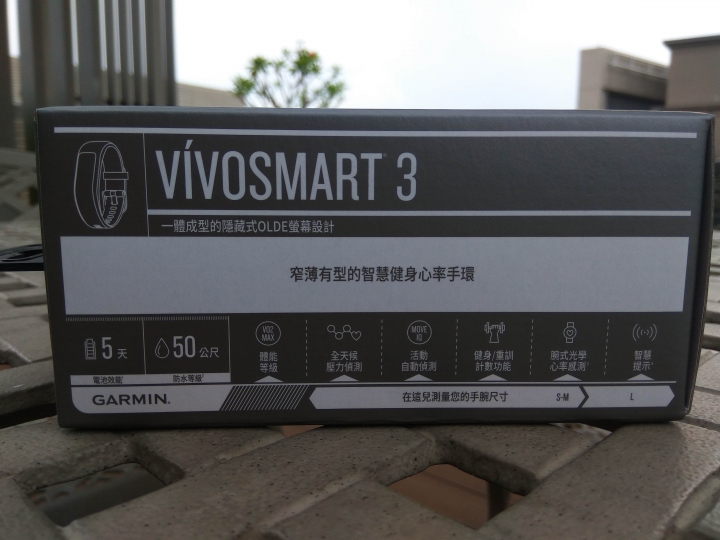 VÍVOSMART 3
一體成型的隱藏式OLDE螢幕設計
窄薄有型的智慧健身心率手環
5 天
電池效能
50 公尺
防水等級
VO2 MAX
體能
等級
全天候
壓力偵測
MOVE IQ
活動
自動偵測
健身/重訓
計數功能
腕式光學
心率感測
智慧
提示
GARMIN.
在這兒測量您的手腕尺寸
S-M
L